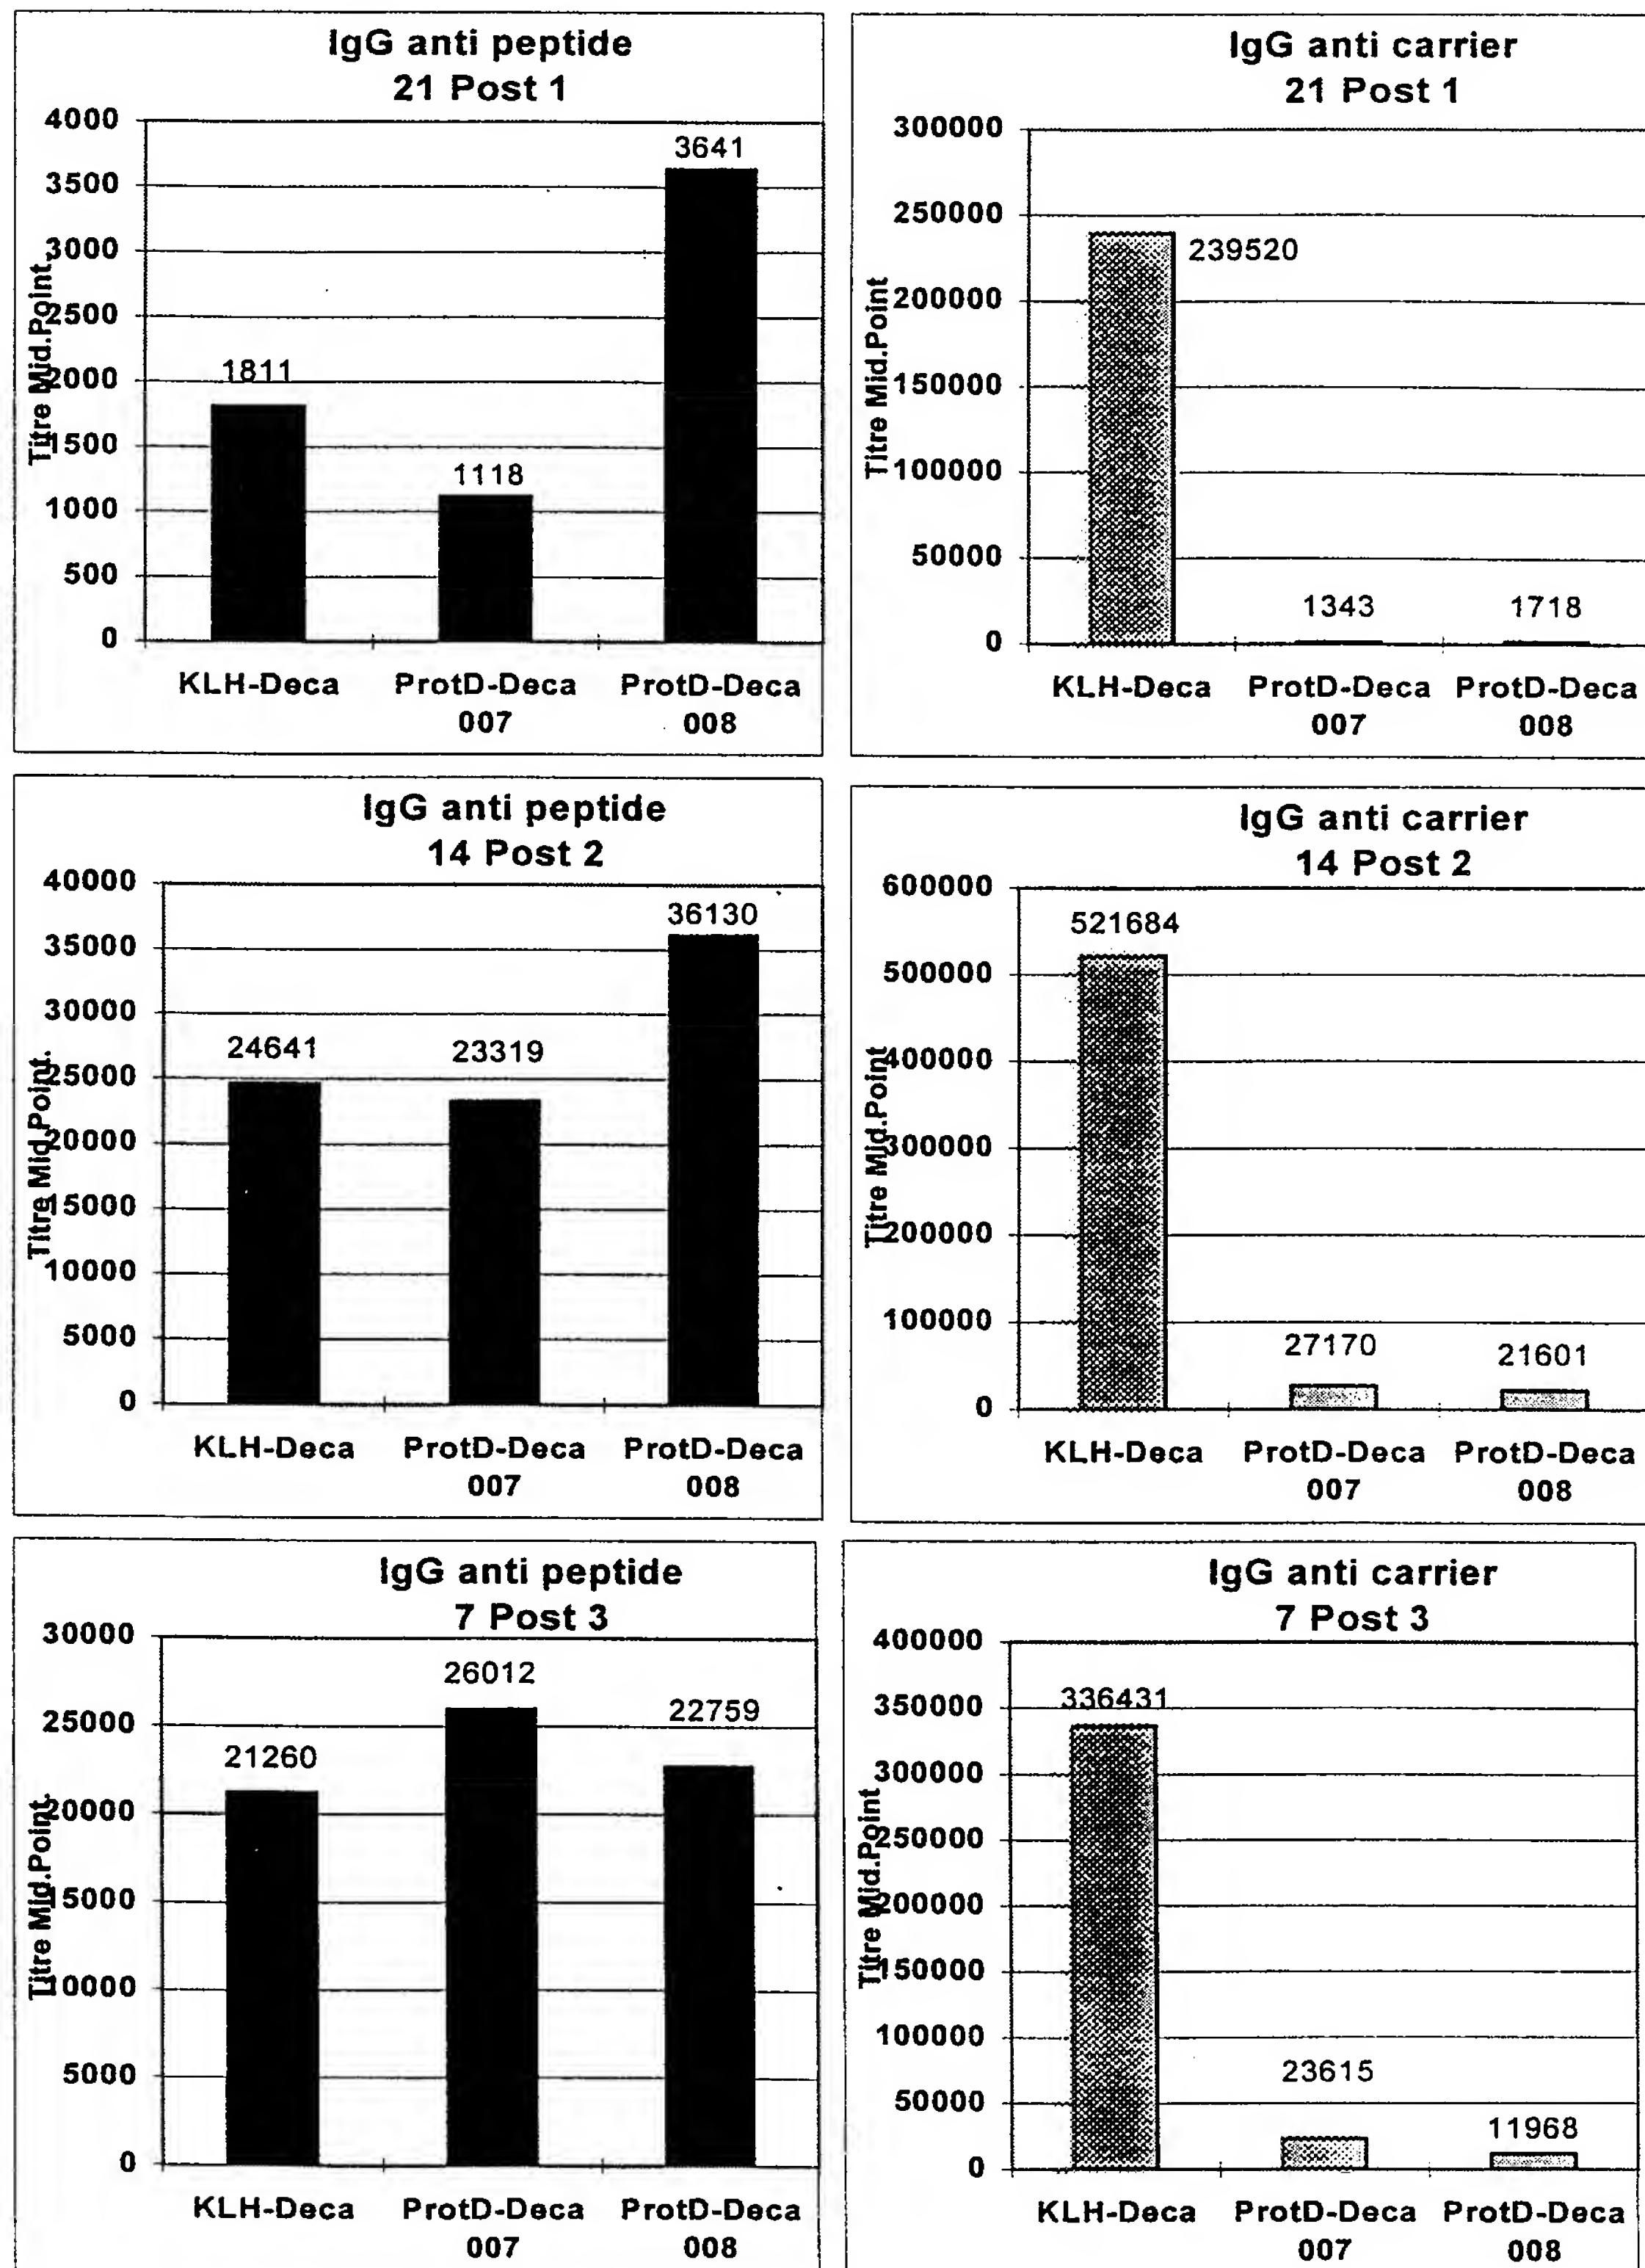 IgG anti peptide
21 Post 1
Titre Mid.Point.
4000
3500
3000
2500
2000
1500
1000
500
0
1811
1118
3641
KLH-Deca
ProtD-Deca
007
ProtD-Deca
008
IgG anti carrier
21 Post 1
Titre Mid.Point
300000
250000
200000
150000
100000
50000
0
239520
1343
1718
KLH-Deca
ProtD-Deca
007
ProtD-Deca
008
IgG anti peptide
14 Post 2
Titre Mid.Point.
40000
35000
30000
25000
20000
15000
10000
5000
0
24641
23319
36130
KLH-Deca
ProtD-Deca
007
ProtD-Deca
008
IgG anti carrier
14 Post 2
Titre Mid.Point
600000
500000
400000
300000
200000
100000
0
521684
27170
21601
KLH-Deca
ProtD-Deca
007
ProtD-Deca
008
IgG anti peptide
7 Post 3
Titre Mid.Point.
30000
25000
20000
15000
10000
5000
0
21260
26012
22759
KLH-Deca
ProtD-Deca
007
ProtD-Deca
008
IgG anti carrier
7 Post 3
Titre Mid.Point
400000
350000
300000
250000
200000
150000
100000
50000
0
336431
23615
11968
KLH-Deca
ProtD-Deca
007
ProtD-Deca
008